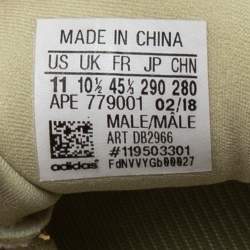 MADE IN CHINA
US UK FR JP CHN
11 10½ 45⅓ 290 280
APE 779001 02/18
MALE/MÂLE
ART DB2966
#119503301
FdNVVYGb00027
adidas